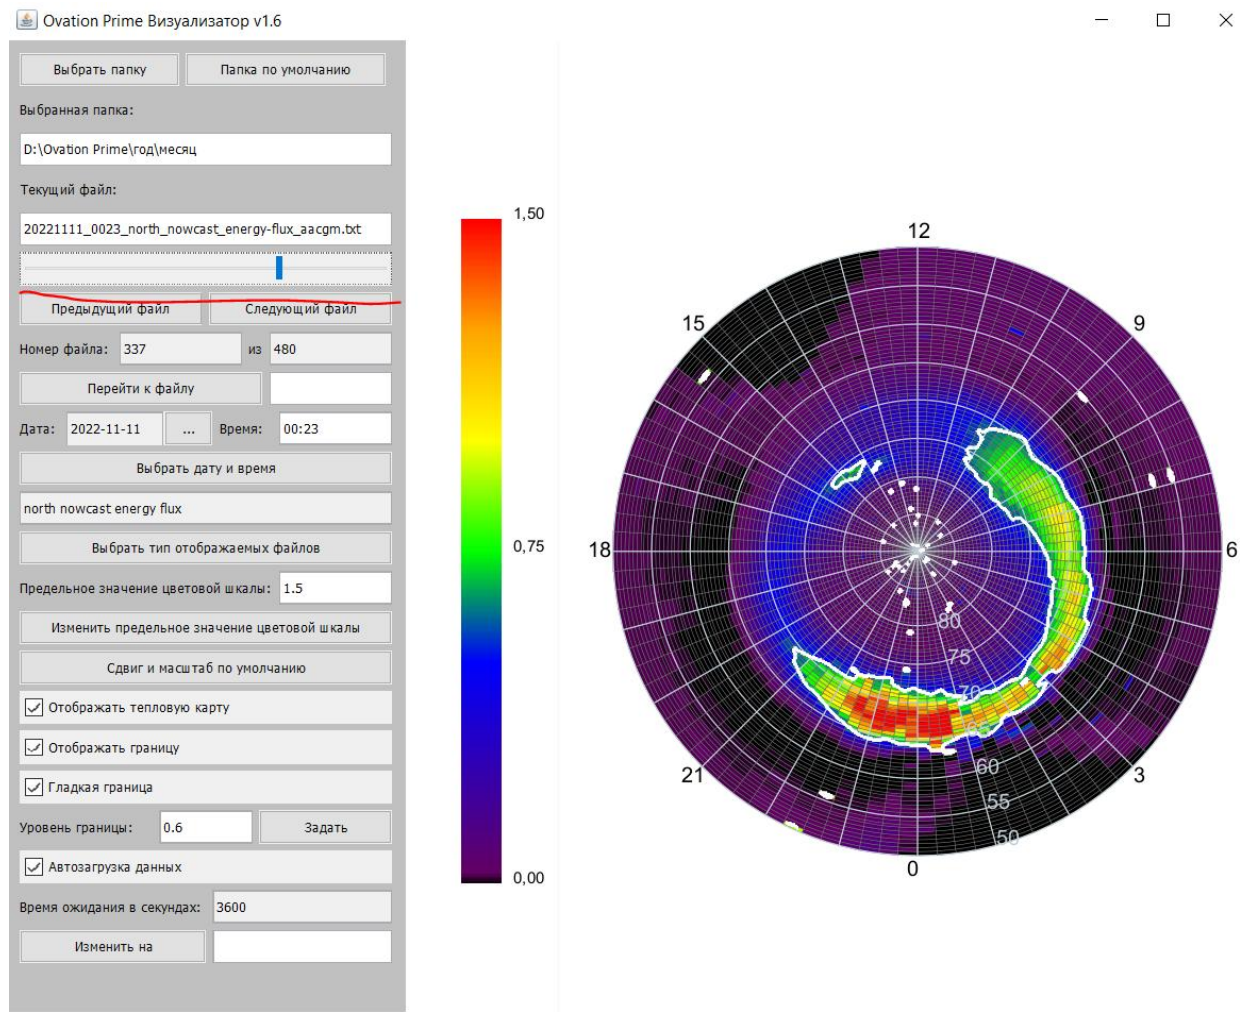 Ovation Prime Визуализатор v1.6
Выбрать папку Папка по умолчанию
Выбранная папка:
D:\Ovation Prime\год\месяц
Текущий файл:
20221111_0023_north_nowcast_energy-flux_aacgm.txt
Предыдущий файл Следующий файл
Номер файла: 337 из 480
Перейти к файлу
Дата: 2022-11-11 ... Время: 00:23
Выбрать дату и время
north nowcast energy flux
Выбрать тип отображаемых файлов
Предельное значение цветовой шкалы: 1.5
Изменить предельное значение цветовой шкалы
Сдвиг и масштаб по умолчанию
Отображать тепловую карту
Отображать границу
Гладкая граница
Уровень границы: 0.6 Задать
Автозагрузка данных
Время ожидания в секундах: 3600
Изменить на
1,50
0,75
0,00
12
15
9
18
6
80
75
70
65
60
55
50
21
3
0